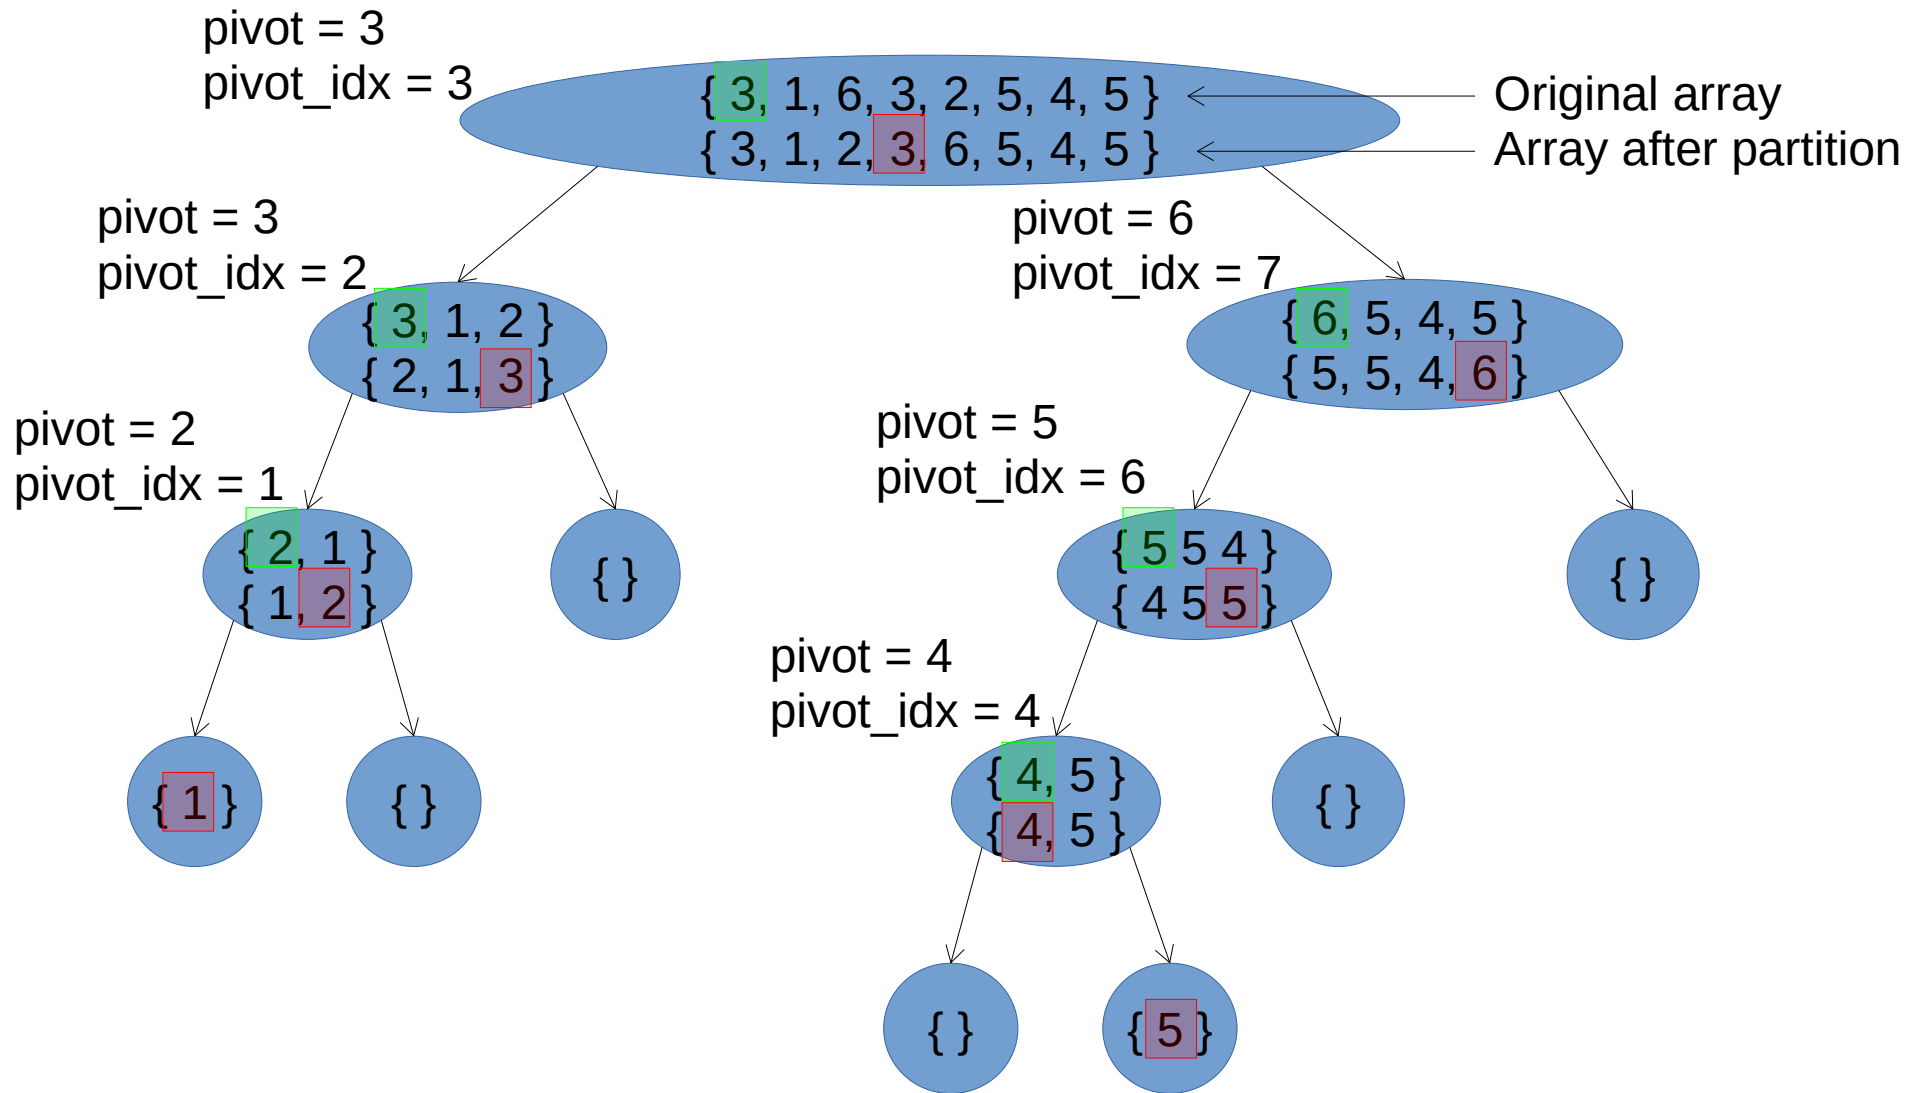 pivot = 3
pivot_idx = 3
{ 3, 1, 6, 3, 2, 5, 4, 5 }
{ 3, 1, 2, 3, 6, 5, 4, 5 }
Original array
Array after partition
pivot = 3
pivot_idx = 2
{ 3, 1, 2 }
{ 2, 1, 3 }
pivot = 6
pivot_idx = 7
{ 6, 5, 4, 5 }
{ 5, 5, 4, 6 }
pivot = 2
pivot_idx = 1
{ 2, 1 }
{ 1, 2 }
{ }
pivot = 5
pivot_idx = 6
{ 5 5 4 }
{ 4 5 5 }
{ }
{ 1 }
{ }
pivot = 4
pivot_idx = 4
{ 4, 5 }
{ 4, 5 }
{ }
{ }
{ 5 }